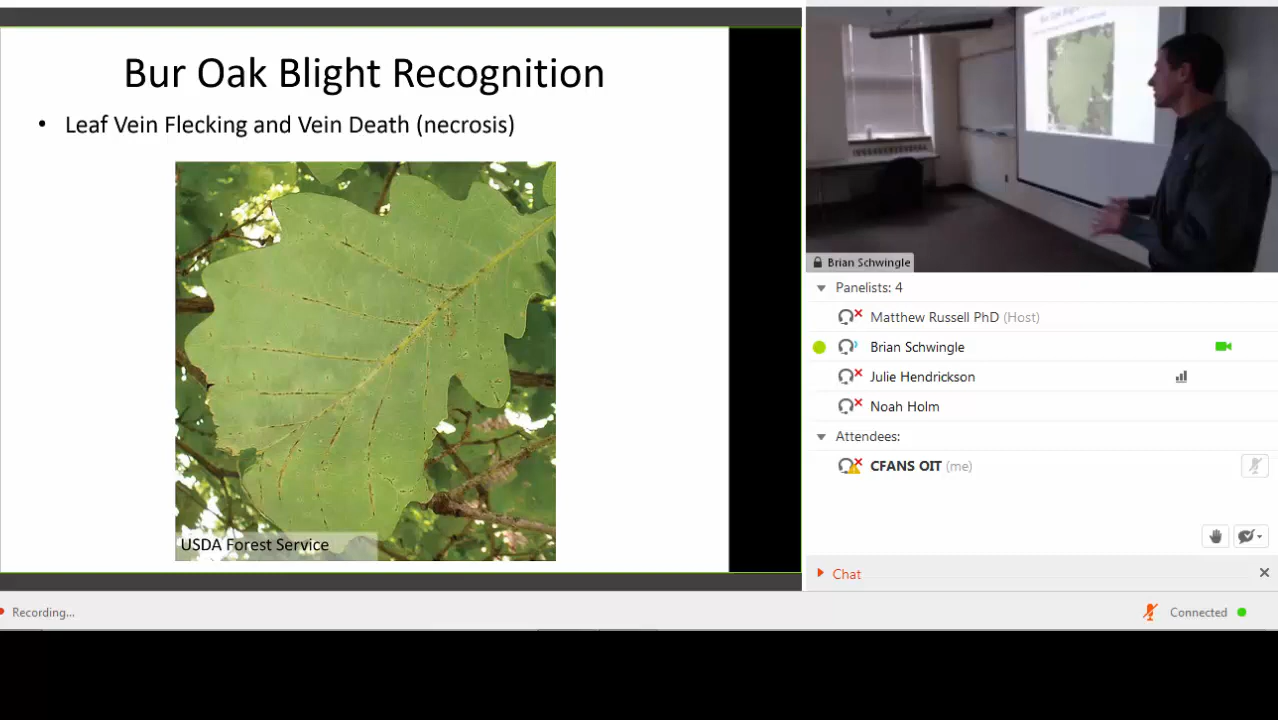 Bur Oak Blight Recognition
• Leaf Vein Flecking and Vein Death (necrosis)
USDA Forest Service
Brian Schwingle
Panelists: 4
Matthew Russell PhD (Host)
Brian Schwingle
Julie Hendrickson
Noah Holm
Attendees:
CFANS OIT (me)
Chat
Recording...
Connected